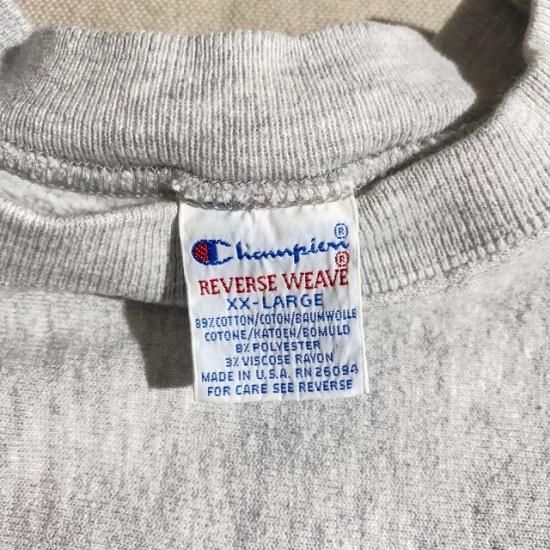 Champion®
REVERSE WEAVE®
XX-LARGE
89% COTTON/COTON/BAUMWOLLE
COTONE/KATOEN/BOMULD
8% POLYESTER
3% VISCOSE RAYON
MADE IN U.S.A. RN 26094
FOR CARE SEE REVERSE